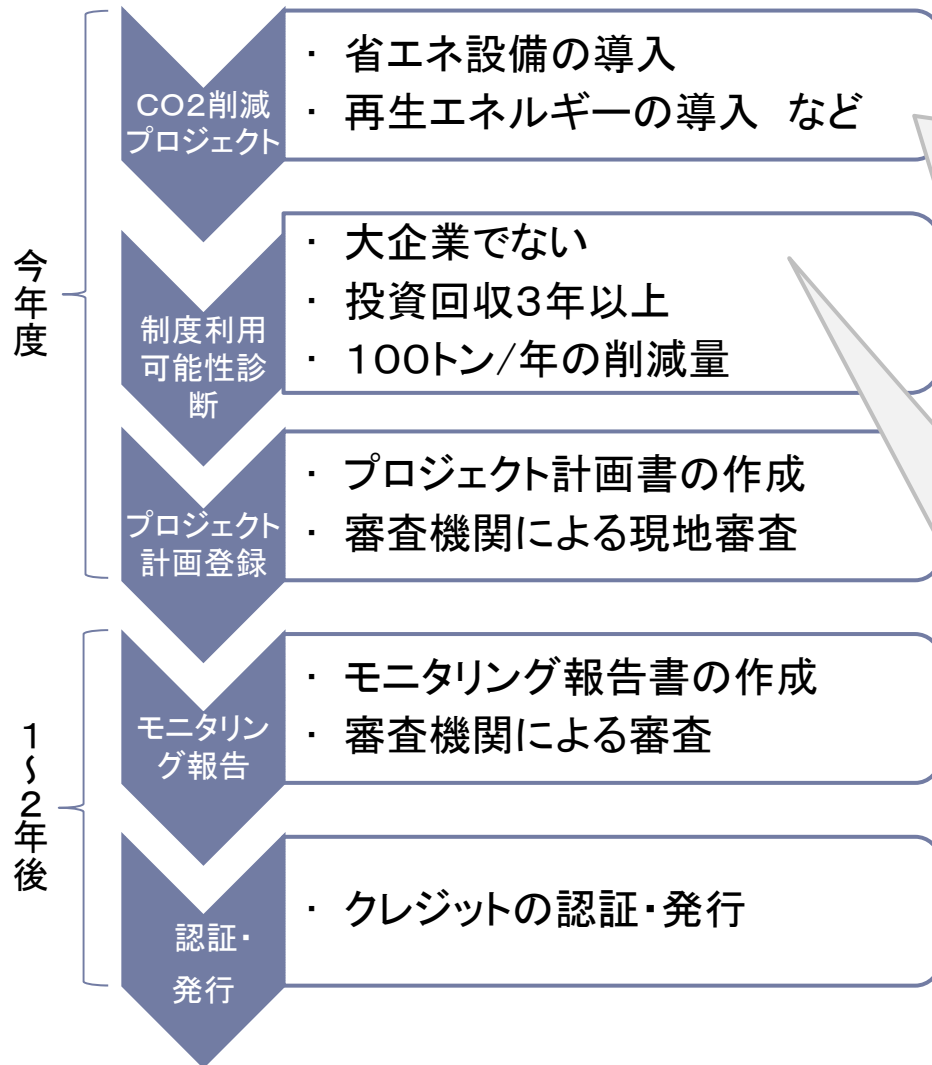 今年度
CO2削減
プロジェクト
・ 省エネ設備の導入
・ 再生エネルギーの導入 など
制度利用
可能性診
断
・ 大企業でない
・ 投資回収3年以上
・ 100トン/年の削減量
プロジェクト
計画登録
・ プロジェクト計画書の作成
・ 審査機関による現地審査
1~2年後
モニタリン
グ報告
・ モニタリング報告書の作成
・ 審査機関による審査
認証・
発行
・ クレジットの認証・発行